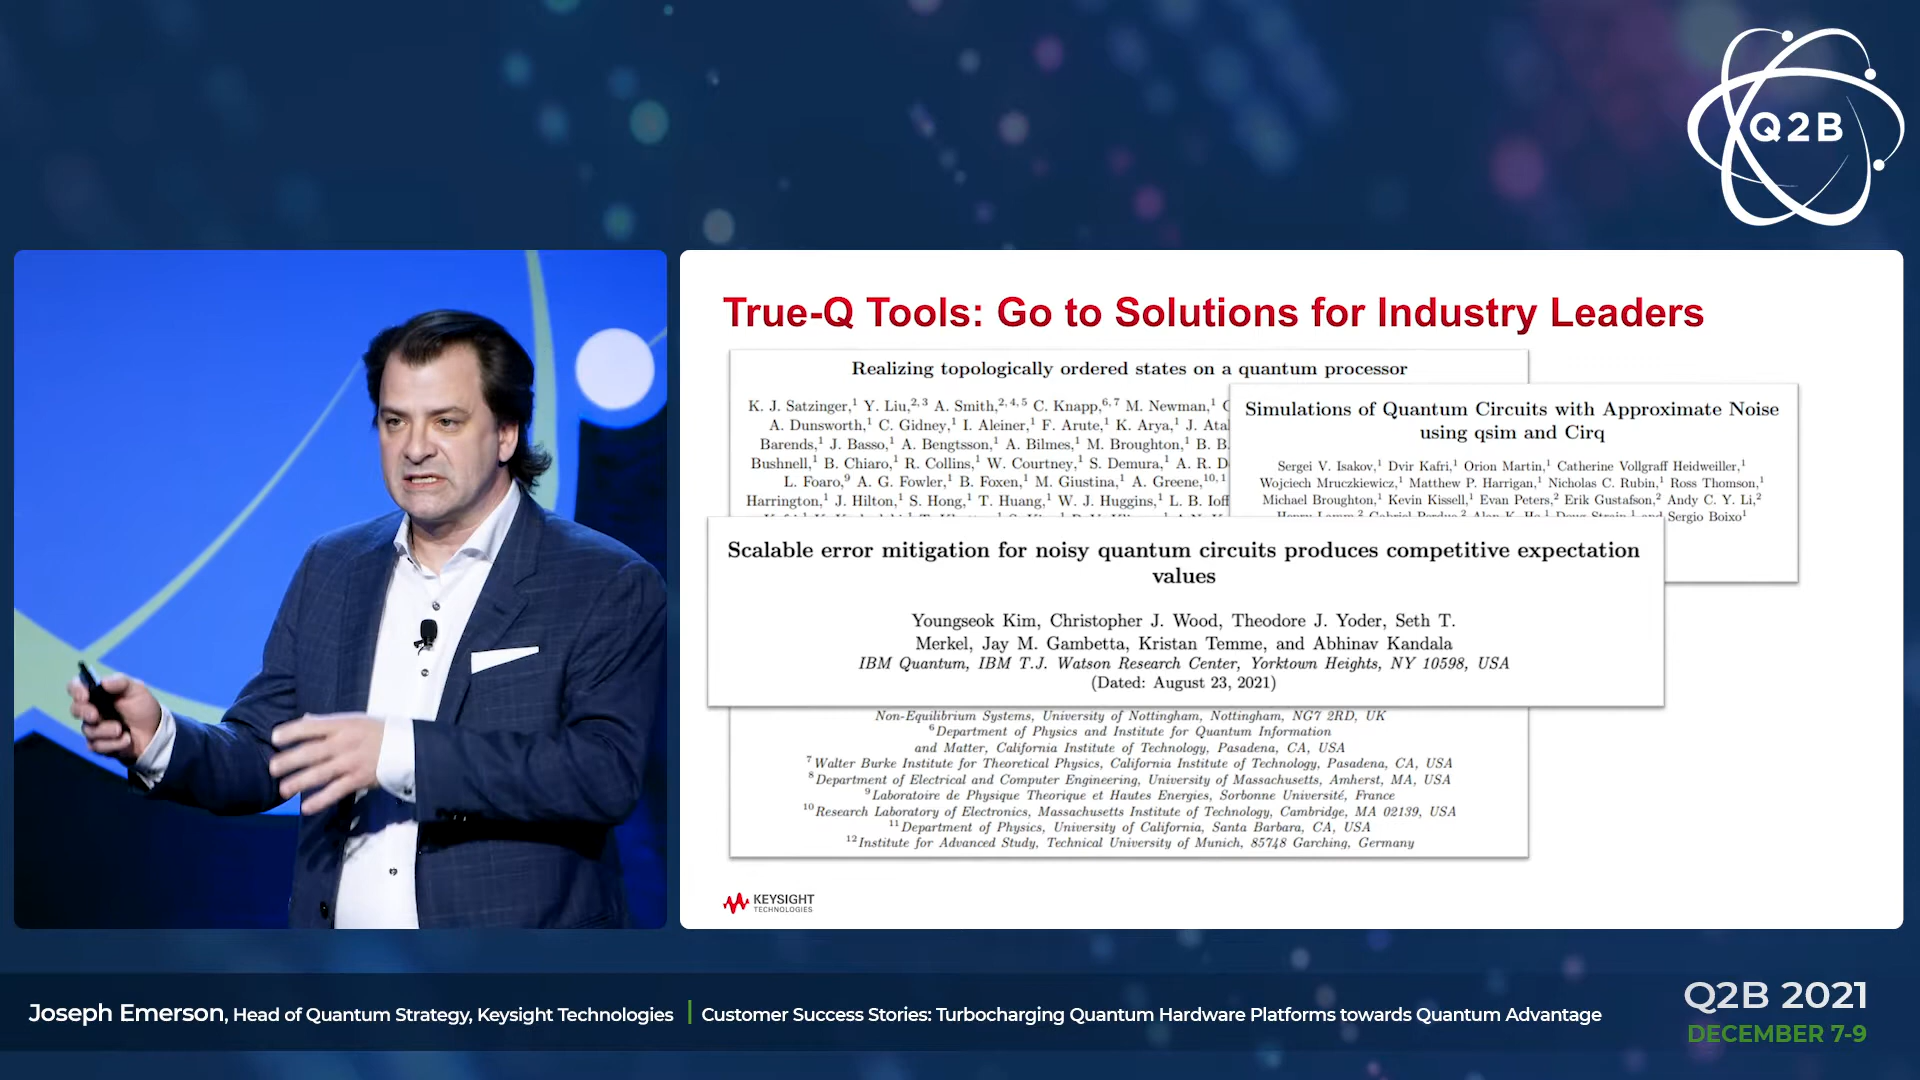 Q2B
True-Q Tools: Go to Solutions for Industry Leaders
Realizing topologically ordered states on a quantum processor
K. J. Satzinger,1 Y. Liu,2,3 A. Smith,2,4,5 C. Knapp,6,7 M. Newman,1
A. Dunsworth,1 C. Gidney,1 I. Aleiner,1 F. Arute,1 K. Arya,1 J.
Barends,1 J. Basso,1 A. Bengtsson,1 A. Bilmes,1 M. Broughton,1 B. B.
Bushnell,1 B. Chiaro,1 R. Collins,1 W. Courtney,1 S. Demura,1 A. R. D
L. Foaro,9 A. G. Fowler,1 B. Foxen,1 M. Giustina,1 A. Greene,10,1
Harrington,1 J. Hilton,1 S. Hong,1 T. Huang,1 W. J. Huggins,1 L. B. Ioff
Simulations of Quantum Circuits with Approximate Noise
using qsim and Cirq
Sergei V. Isakov,1 Dvir Kafri,1 Orion Martin,1 Catherine Vollgraff Heidweiller,1
Wojciech Mruczkiewicz,1 Matthew P. Harrigan,1 Nicholas C. Rubin,1 Ross Thomson,1
Michael Broughton,1 Kevin Kissell,1 Evan Peters,2 Erik Gustafson,2 Andy C. Y. Li,2
Sergio Boixo1
Scalable error mitigation for noisy quantum circuits produces competitive expectation
values
Youngseok Kim, Christopher J. Wood, Theodore J. Yoder, Seth T.
Merkel, Jay M. Gambetta, Kristan Temme, and Abhinav Kandala
IBM Quantum, IBM T.J. Watson Research Center, Yorktown Heights, NY 10598, USA
(Dated: August 23, 2021)
Non-Equilibrium Systems, University of Nottingham, Nottingham, NG7 2RD, UK
6Department of Physics and Institute for Quantum Information
and Matter, California Institute of Technology, Pasadena, CA, USA
7Walter Burke Institute for Theoretical Physics, California Institute of Technology, Pasadena, CA, USA
8Department of Electrical and Computer Engineering, University of Massachusetts, Amherst, MA, USA
9Laboratoire de Physique Theorique et Hautes Energies, Sorbonne Université, France
10Research Laboratory of Electronics, Massachusetts Institute of Technology, Cambridge, MA 02139, USA
11Department of Physics, University of California, Santa Barbara, CA, USA
12Institute for Advanced Study, Technical University of Munich, 85748 Garching, Germany
KEYSIGHT
TECHNOLOGIES
Joseph Emerson, Head of Quantum Strategy, Keysight Technologies | Customer Success Stories: Turbocharging Quantum Hardware Platforms towards Quantum Advantage
Q2B 2021
DECEMBER 7-9